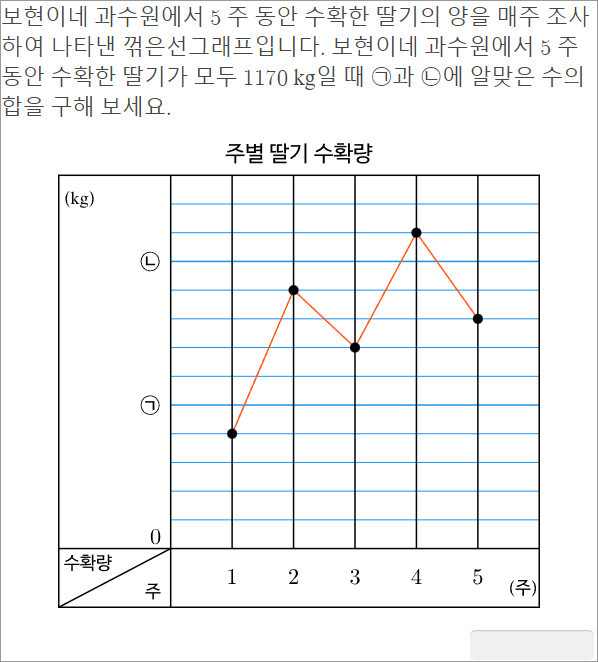 보현이네 과수원에서 5 주 동안 수확한 딸기의 양을 매주 조사
하여 나타낸 꺾은선그래프입니다. 보현이네 과수원에서 5 주
동안 수확한 딸기가 모두 1170 kg일 때 ㉠과 ㉡에 알맞은 수의
합을 구해 보세요.
주별 딸기 수확량
(kg)
㉡
㉠
0
수확량
주
1 2 3 4 5 (주)